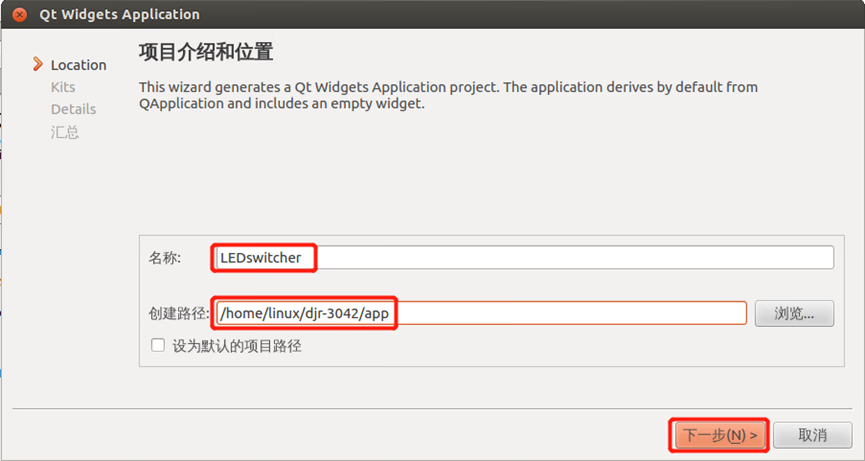 Qt Widgets Application
Location
Kits
Details
汇总
项目介绍和位置
This wizard generates a Qt Widgets Application project. The application derives by default from
QApplication and includes an empty widget.
名称: LEDswitcher
创建路径: /home/linux/djr-3042/app 浏览...
设为默认的项目路径
下一步(N) > 取消